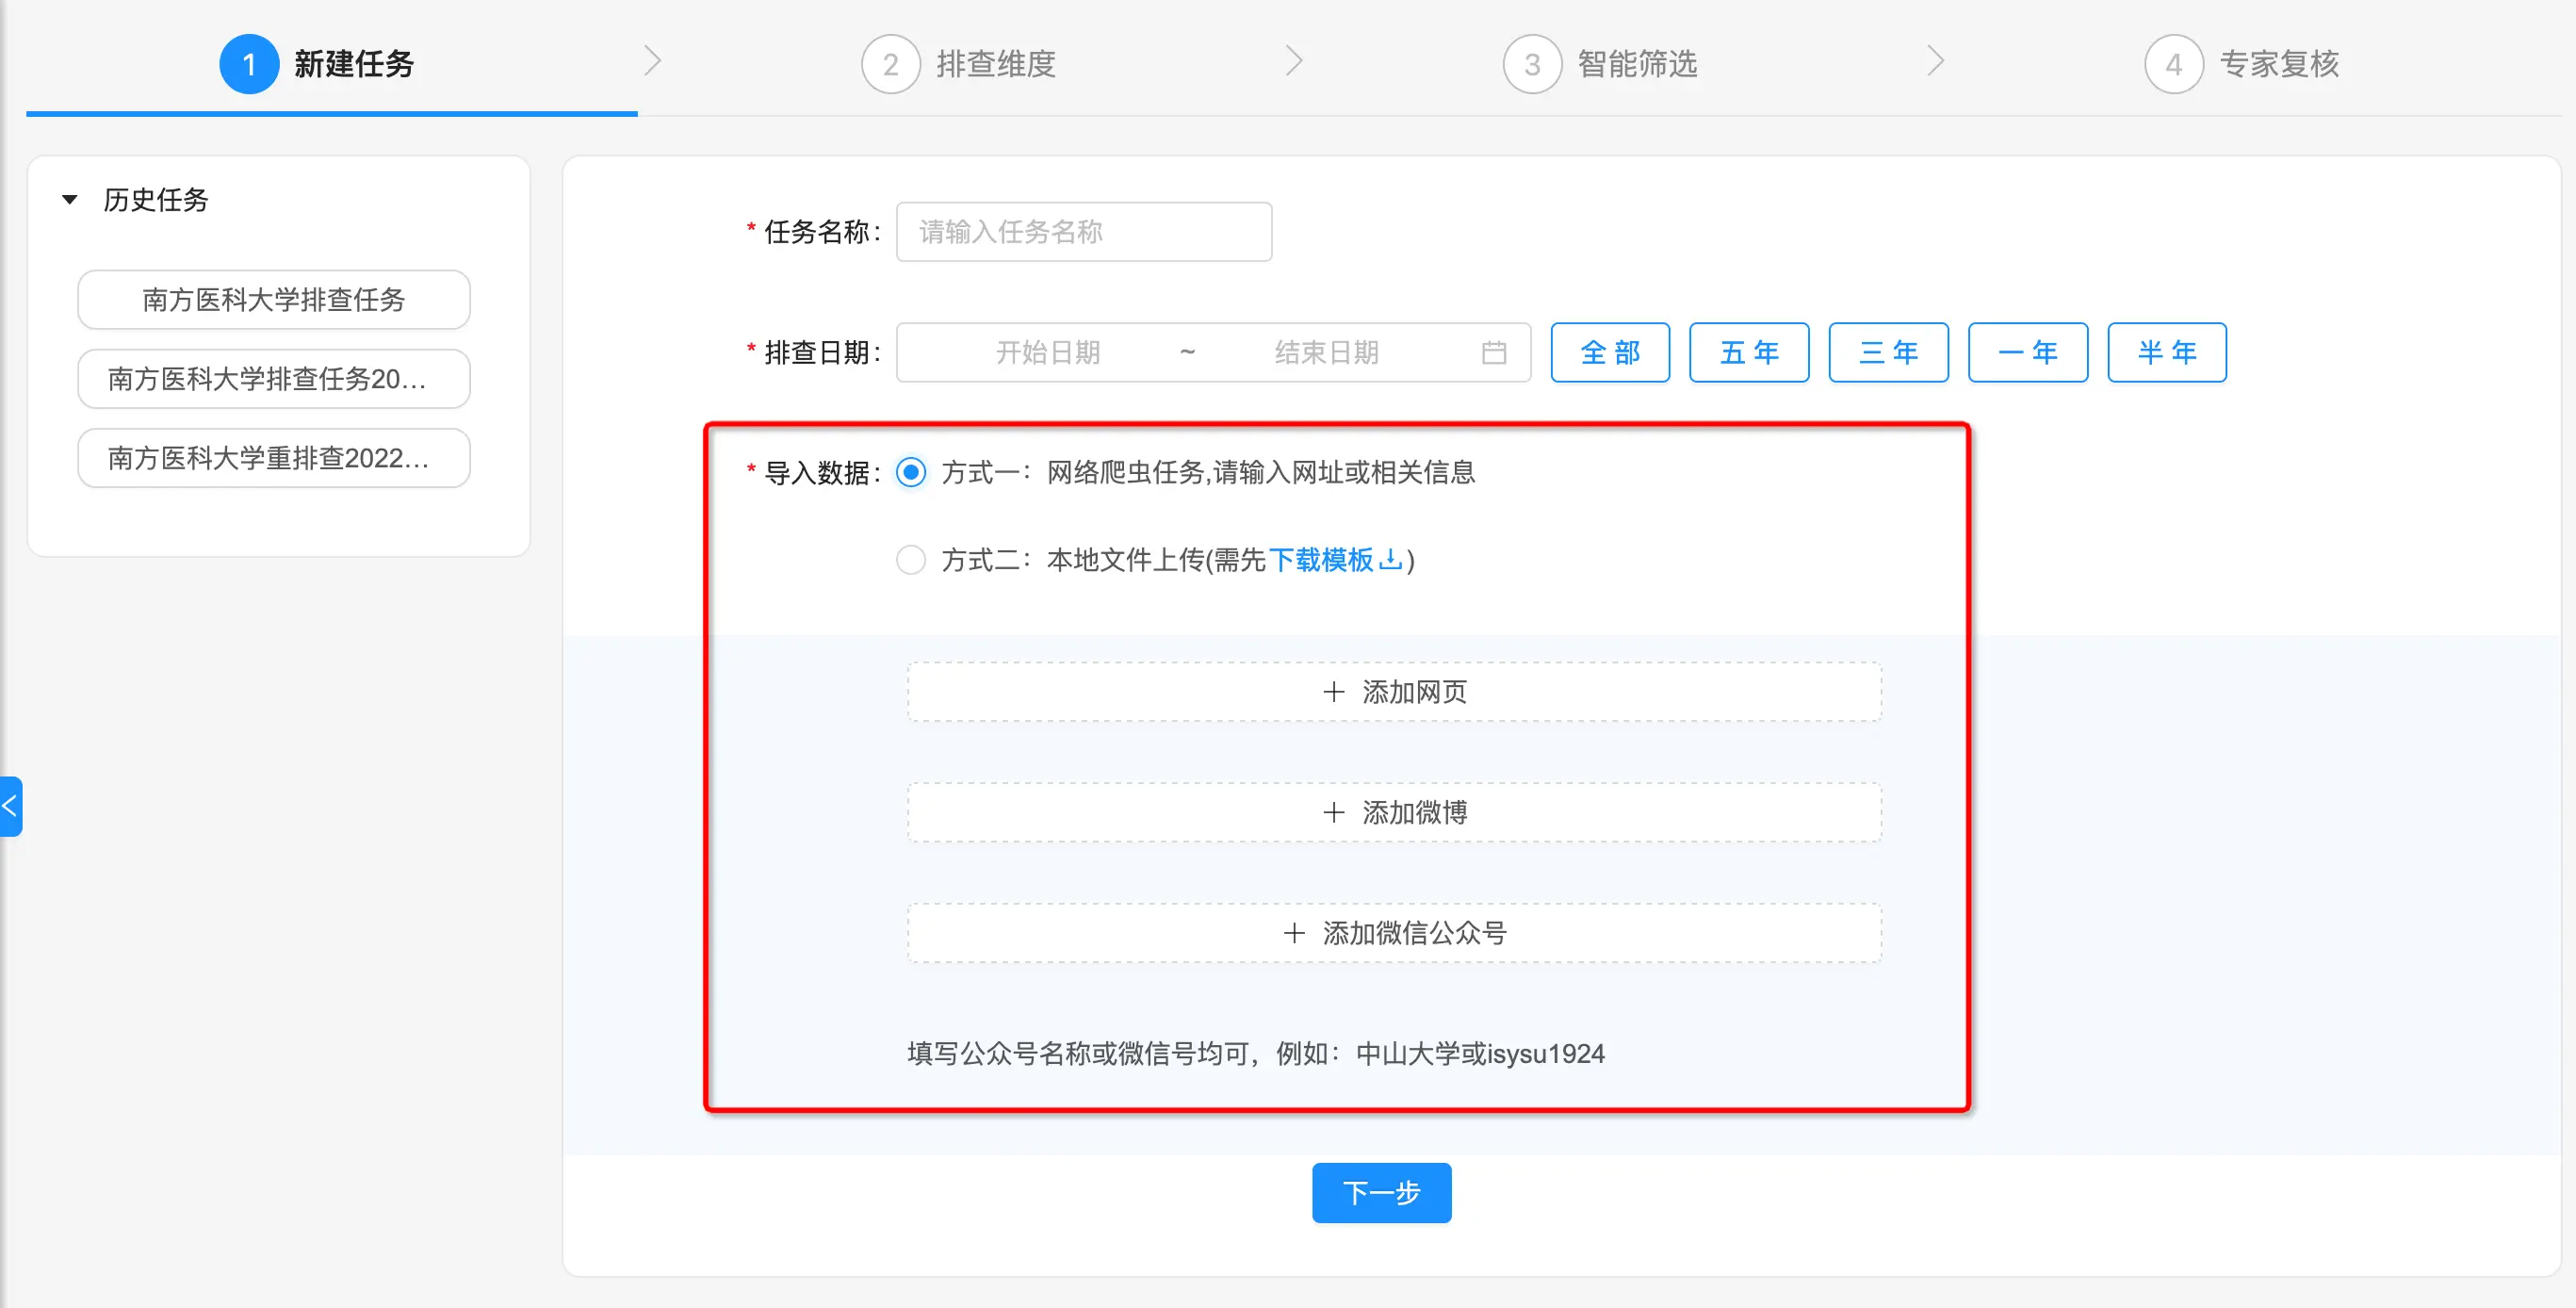 1 新建任务
2 排查维度
3 智能筛选
4 专家复核
历史任务
南方医科大学排查任务
南方医科大学排查任务20...
南方医科大学重排查2022...
* 任务名称: 请输入任务名称
* 排查日期: 开始日期 ~ 结束日期 全 部 五 年 三 年 一 年 半 年
* 导入数据: 方式一：网络爬虫任务,请输入网址或相关信息
方式二：本地文件上传(需先下载模板)
+ 添加网页
+ 添加微博
+ 添加微信公众号
填写公众号名称或微信号均可，例如：中山大学或isysu1924
下一步